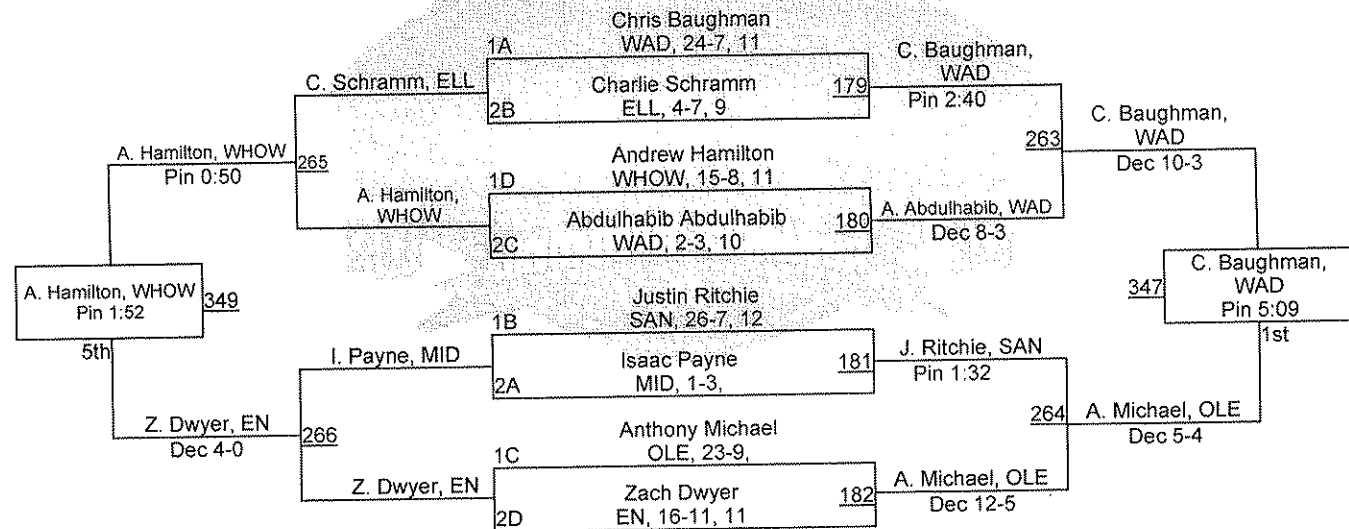 Chris Baughman
1A
WAD, 24-7, 11
C. Baughman,
WAD
Pin 2:40
C. Schramm, ELL
Charlie Schramm
179
2B
ELL, 4-7, 9
C. Baughman,
WAD
Dec 10-3
263
A. Hamilton, WHOW
Pin 0:50
265
Andrew Hamilton
1D
WHOW, 15-8, 11
A. Hamilton,
WHOW
Abdulhabib Abdulhabib
180
2C
WAD, 2-3, 10
A. Abdulhabib, WAD
Dec 8-3
A. Hamilton, WHOW
Pin 1:52
349
5th
347
C. Baughman,
WAD
Pin 5:09
1st
Justin Ritchie
1B
SAN, 26-7, 12
I. Payne, MID
Isaac Payne
181
2A
MID, 1-3,
J. Ritchie, SAN
Pin 1:32
Z. Dwyer, EN
Dec 4-0
266
264
A. Michael, OLE
Dec 5-4
Anthony Michael
1C
OLE, 23-9,
Z. Dwyer, EN
Zach Dwyer
182
2D
EN, 16-11, 11
A. Michael, OLE
Dec 12-5